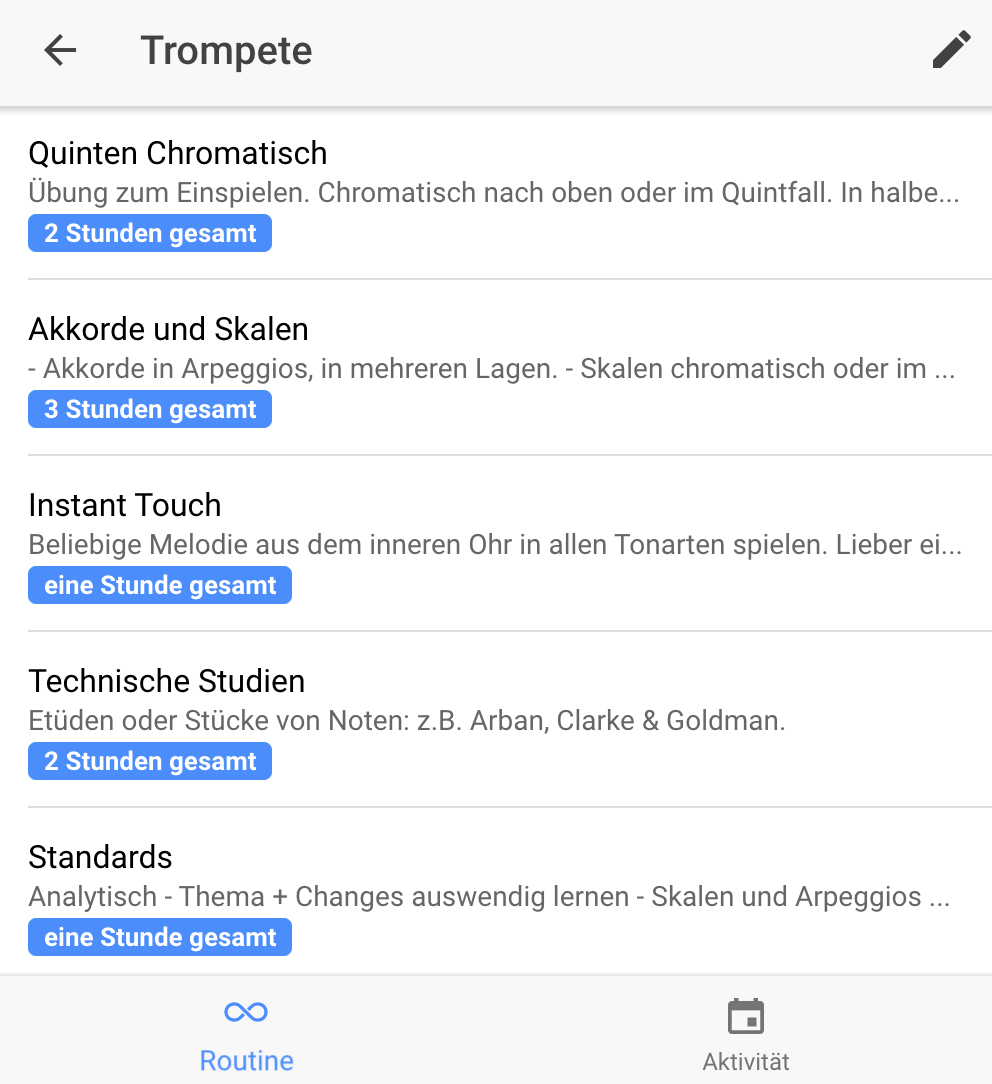 Trompete
Quinten Chromatisch
Übung zum Einspielen. Chromatisch nach oben oder im Quintfall. In halbe...
2 Stunden gesamt
Akkorde und Skalen
- Akkorde in Arpeggios, in mehreren Lagen. - Skalen chromatisch oder im ...
3 Stunden gesamt
Instant Touch
Beliebige Melodie aus dem inneren Ohr in allen Tonarten spielen. Lieber ei...
eine Stunde gesamt
Technische Studien
Etüden oder Stücke von Noten: z.B. Arban, Clarke & Goldman.
2 Stunden gesamt
Standards
Analytisch - Thema + Changes auswendig lernen - Skalen und Arpeggios ...
eine Stunde gesamt
Routine
Aktivität